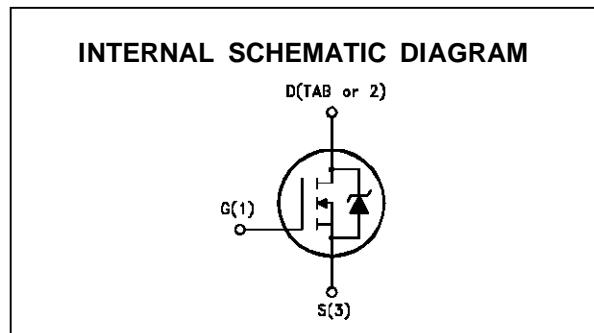 INTERNAL SCHEMATIC DIAGRAM
D(TAB or 2)
G(1)
S(3)